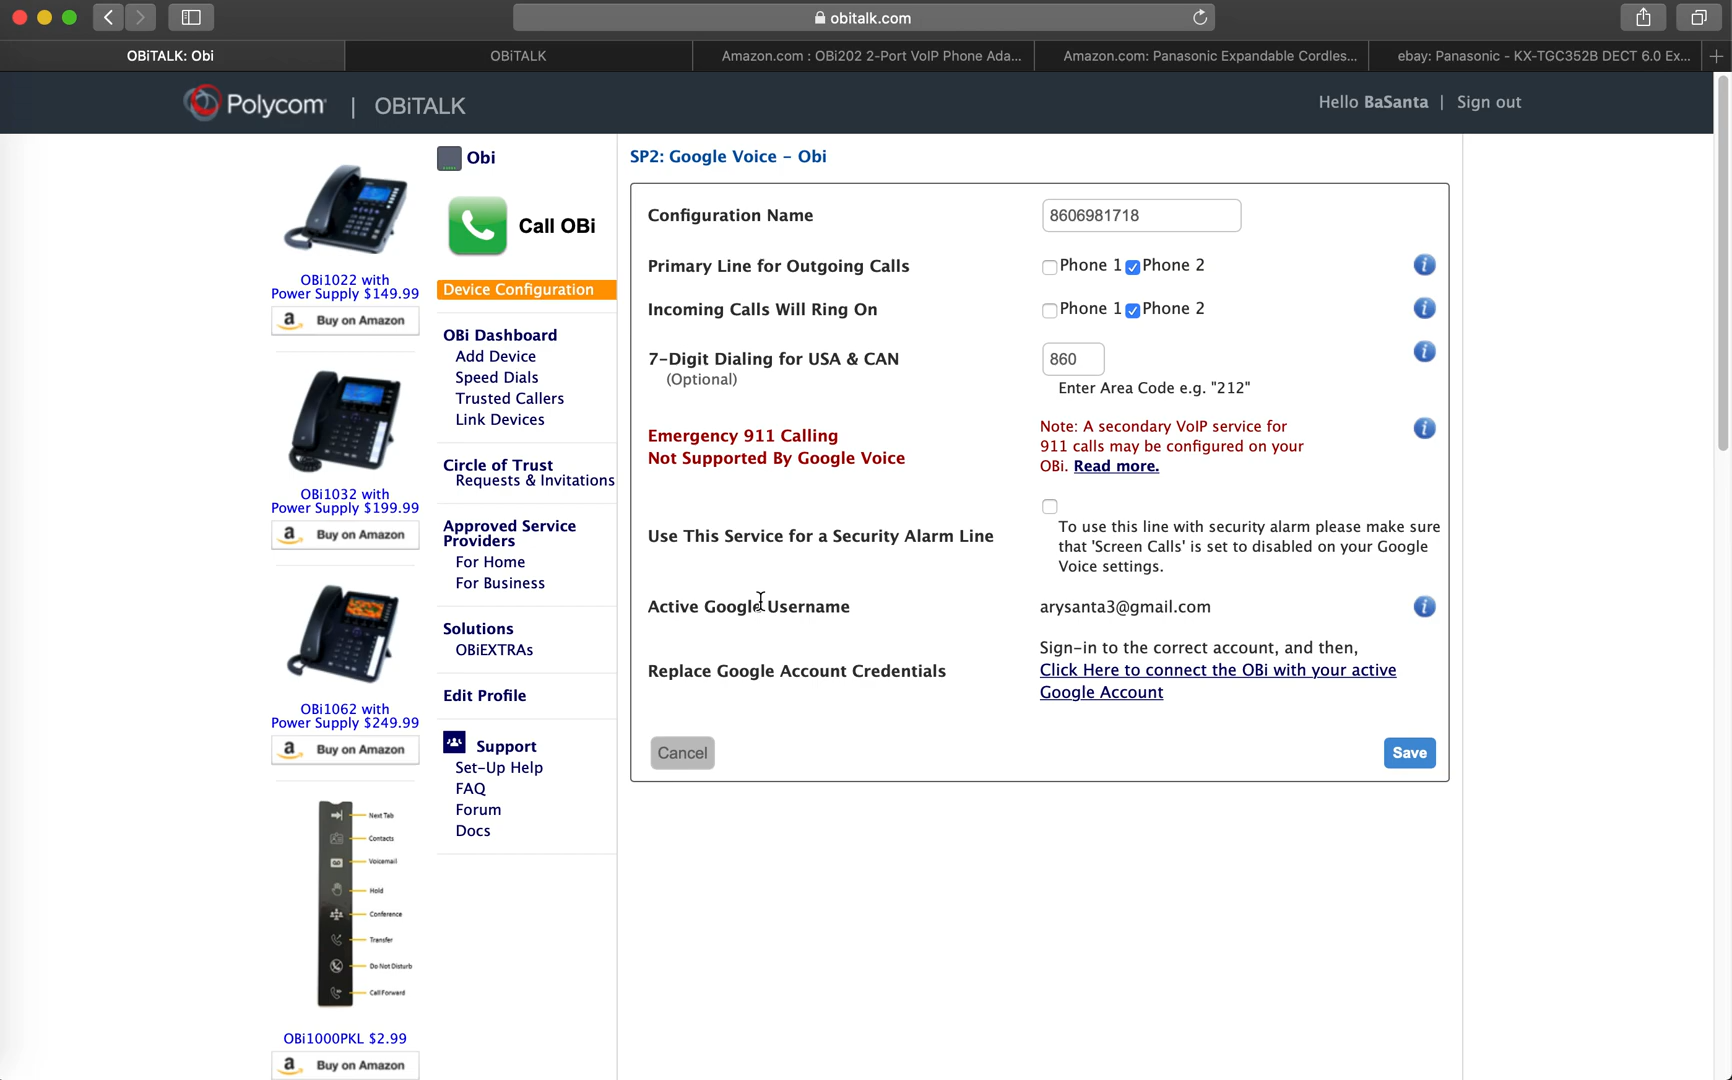 obitalk.com
OBiTALK: Obi
OBiTALK
Amazon.com : OBi202 2-Port VoIP Phone Ada...
Amazon.com: Panasonic Expandable Cordles...
ebay: Panasonic - KX-TGC352B DECT 6.0 Ex...
Polycom | OBiTALK
Hello BaSanta | Sign out
OBi1022 with
Power Supply $149.99
a Buy on Amazon
OBi1032 with
Power Supply $199.99
a Buy on Amazon
OBi1062 with
Power Supply $249.99
a Buy on Amazon
Next Tab
Contacts
Voicemail
Hold
Conference
Transfer
Do Not Disturb
Call Forward
OBi1000PKL $2.99
a Buy on Amazon
Obi
Call OBi
Device Configuration
OBi Dashboard
Add Device
Speed Dials
Trusted Callers
Link Devices
Circle of Trust
Requests & Invitations
Approved Service
Providers
For Home
For Business
Solutions
OBiEXTRAs
Edit Profile
Support
Set-Up Help
FAQ
Forum
Docs
SP2: Google Voice - Obi
Configuration Name
8606981718
Primary Line for Outgoing Calls
Phone 1 Phone 2
Incoming Calls Will Ring On
Phone 1 Phone 2
7-Digit Dialing for USA & CAN
(Optional)
860
Enter Area Code e.g. "212"
Emergency 911 Calling
Not Supported By Google Voice
Note: A secondary VoIP service for
911 calls may be configured on your
OBi. Read more.
Use This Service for a Security Alarm Line
To use this line with security alarm please make sure
that 'Screen Calls' is set to disabled on your Google
Voice settings.
Active Google Username
arysanta3@gmail.com
Replace Google Account Credentials
Sign-in to the correct account, and then,
Click Here to connect the OBi with your active
Google Account
Cancel
Save